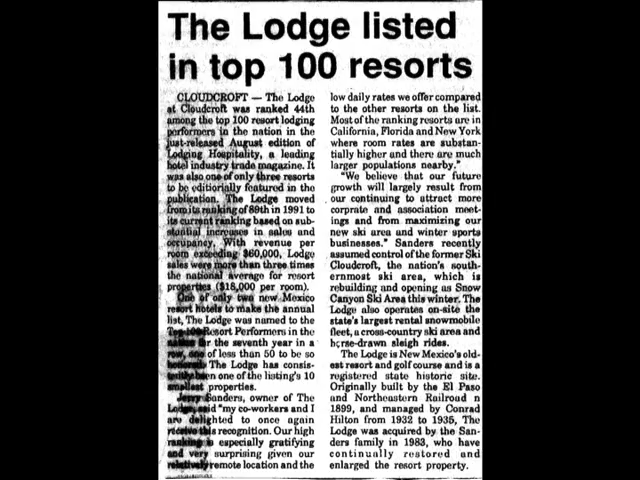 The Lodge listed
in top 100 resorts
CLOUDCROFT — The Lodge
at Cloudcroft was ranked 44th
among the top 100 resort lodging
performers in the nation in the
just-released August edition of
Lodging Hospitality, a leading
hotel industry trade magazine. It
was also one of only three resorts
to be editiorially featured in the
publication. The Lodge moved
from its ranking of 89th in 1991 to
its current ranking based on sub-
stantial increases in sales and
occupancy. With revenue per
room exceeding $60,000, Lodge
sales were more than three times
the national average for resort
properties ($18,000 per room).
One of only two new Mexico
resort hotels to make the annual
list, The Lodge was named to the
Top 100 Resort Performers in the
nation for the seventh year in a
row, one of less than 50 to be so
honored. The Lodge has consis-
tently been one of the listing's 10
smallest properties.
Jerry Sanders, owner of The
Lodge, said "my co-workers and I
are delighted to once again
receive this recognition. Our high
ranking is especially gratifying
and very surprising given our
relatively remote location and the
low daily rates we offer compared
to the other resorts on the list.
Most of the ranking resorts are in
California, Florida and New York
where room rates are substan-
tially higher and there are much
larger populations nearby."
"We believe that our future
growth will largely result from
our continuing to attract more
corprate and association meet-
ings and from maximizing our
new ski area and winter sports
businesses." Sanders recently
assumed control of the former Ski
Cloudcroft, the nation's south-
ernmost ski area, which is
rebuilding and opening as Snow
Canyon Ski Area this winter. The
Lodge also operates on-site the
state's largest rental snowmobile
fleet, a cross-country ski area and
horse-drawn sleigh rides.
The Lodge is New Mexico's old-
est resort and golf course and is a
registered state historic site.
Originally built by the El Paso
and Northeastern Railroad n
1899, and managed by Conrad
Hilton from 1932 to 1935, The
Lodge was acquired by the San-
ders family in 1983, who have
continually restored and
enlarged the resort property.